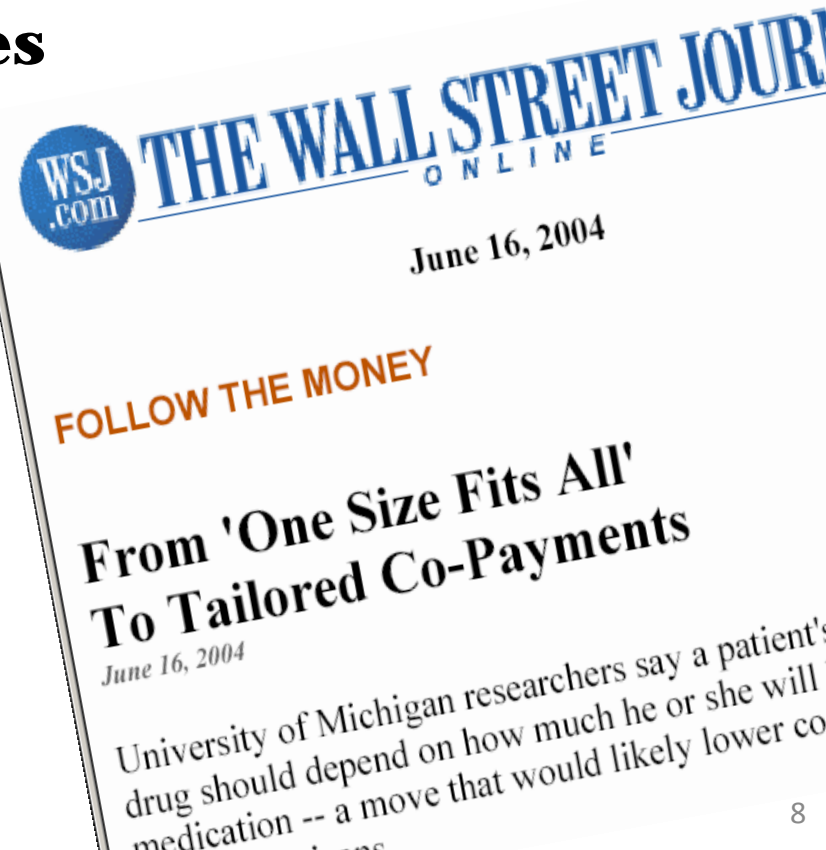 es
WSJ
.com
THE WALL STREET JOUR
ONLINE
June 16, 2004
FOLLOW THE MONEY
From 'One Size Fits All'
To Tailored Co-Payments
June 16, 2004
University of Michigan researchers say a patient's
drug should depend on how much he or she will
medication -- a move that would likely lower co
8